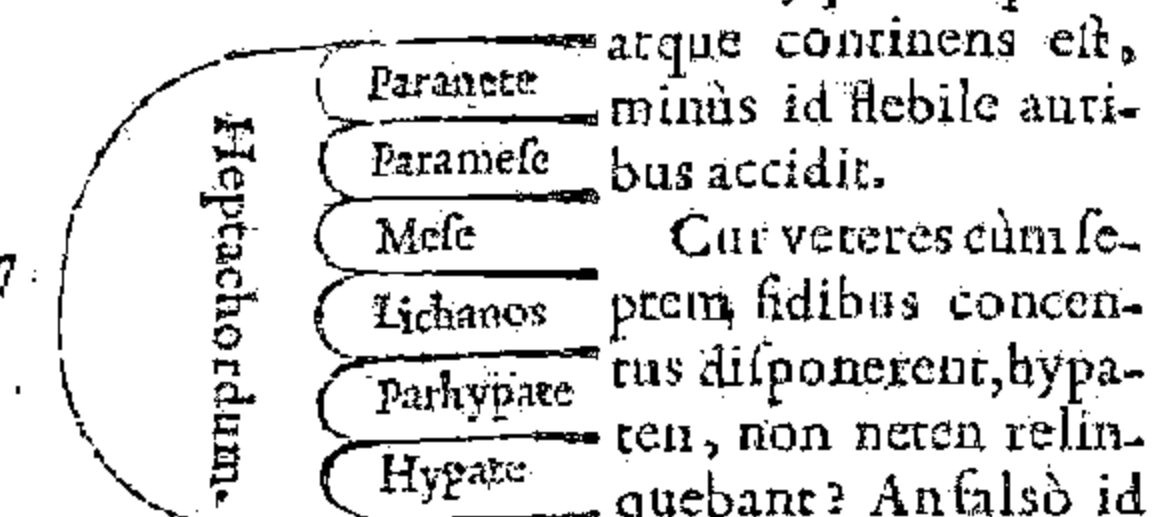 Heptachordum.
Paranete
Parameſe
Meſe
Lichanos
Parhypate
Hypate
atque continens eſt,
minùs id flebile auri-
bus accidit.
Cur veteres cùm ſe-
ptem fidibus concen-
tus diſponerent, hypa-
ten, non neten relin-
quebant? An falsò id
7